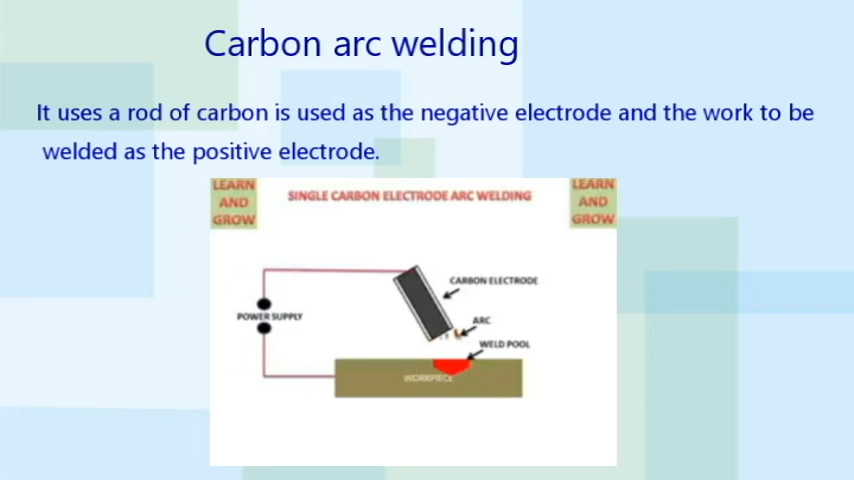 Carbon arc welding
It uses a rod of carbon is used as the negative electrode and the work to be
welded as the positive electrode.
LEARN
AND
GROW
SINGLE CARBON ELECTRODE ARC WELDING
LEARN
AND
GROW
CARBON ELECTRODE
POWER SUPPLY
ARC
WELD POOL
WORKPIECE